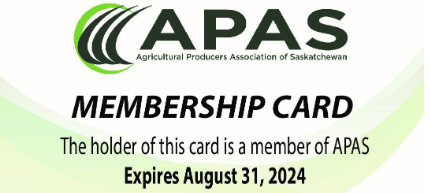 APAS
Agricultural Producers Association of Saskatchewan
MEMBERSHIP CARD
The holder of this card is a member of APAS
Expires August 31, 2024